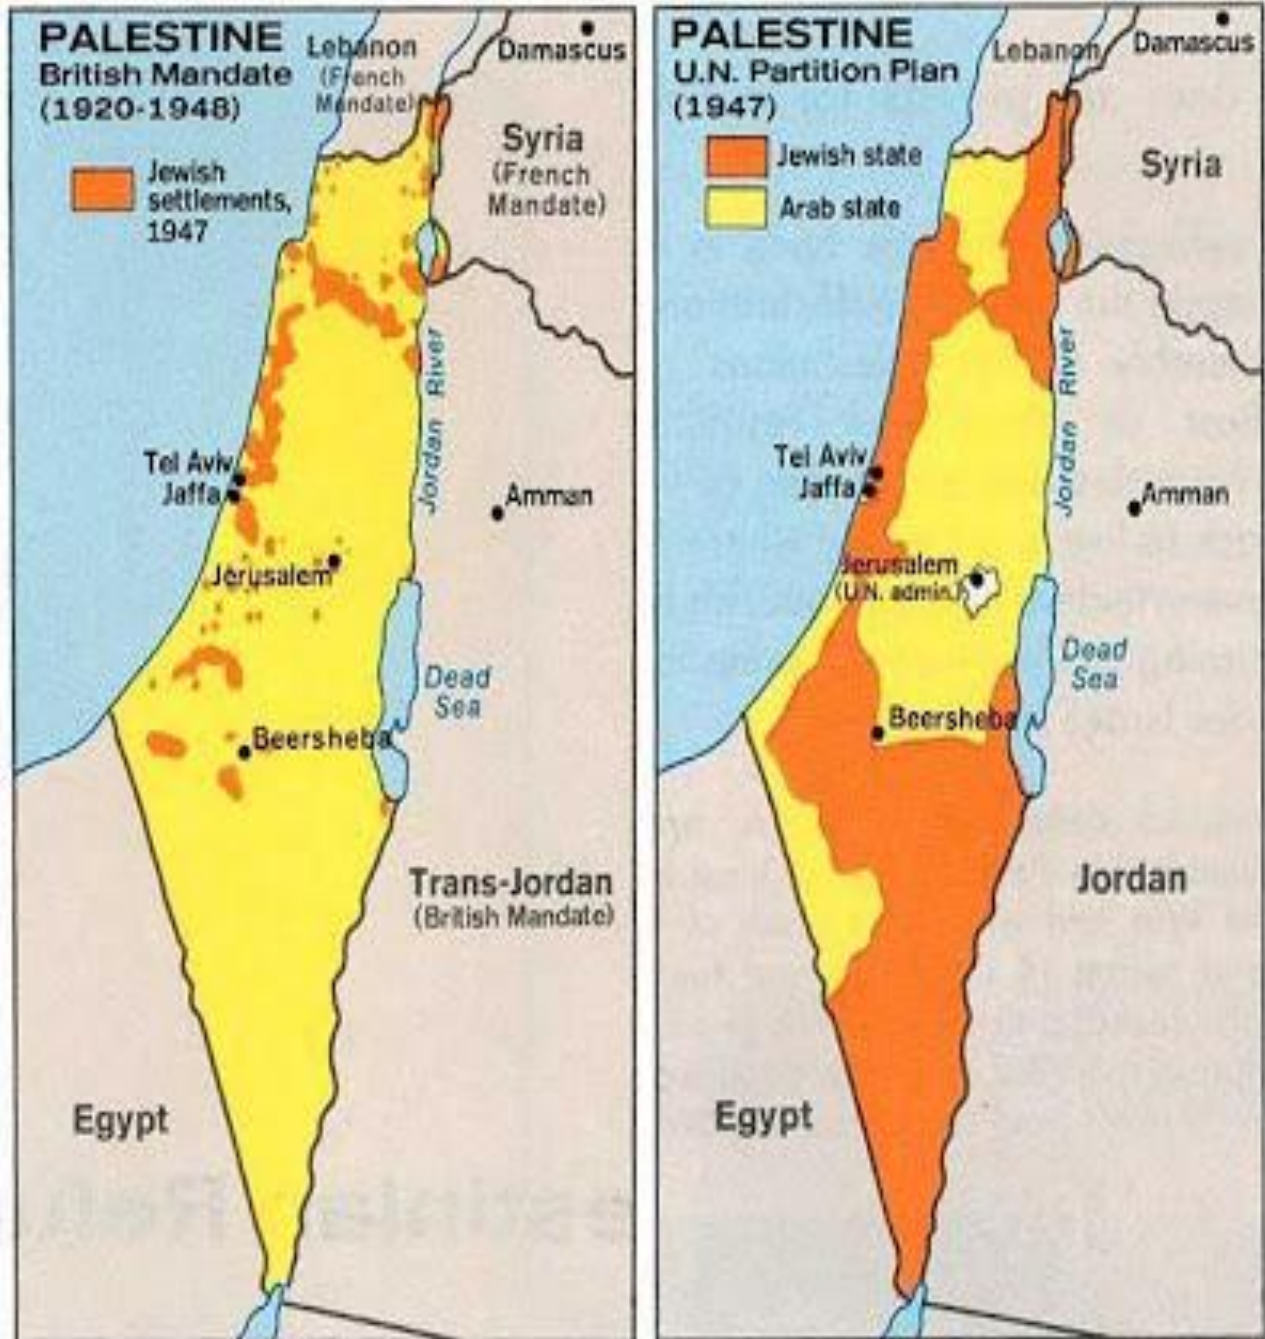 PALESTINE
British Mandate
(1920-1948)
Jewish
settlements,
1947
Lebanon
(French
Mandate)
Damascus
Syria
(French
Mandate)
Jordan River
Tel Aviv
Jaffa
Amman
Jerusalem
Dead
Sea
Beersheba
Trans-Jordan
(British Mandate)
Egypt
PALESTINE
U.N. Partition Plan
(1947)
Jewish state
Arab state
Lebanon
Damascus
Syria
Jordan River
Tel Aviv
Jaffa
Amman
Jerusalem
(U.N. admin.)
Dead
Sea
Beersheba
Jordan
Egypt